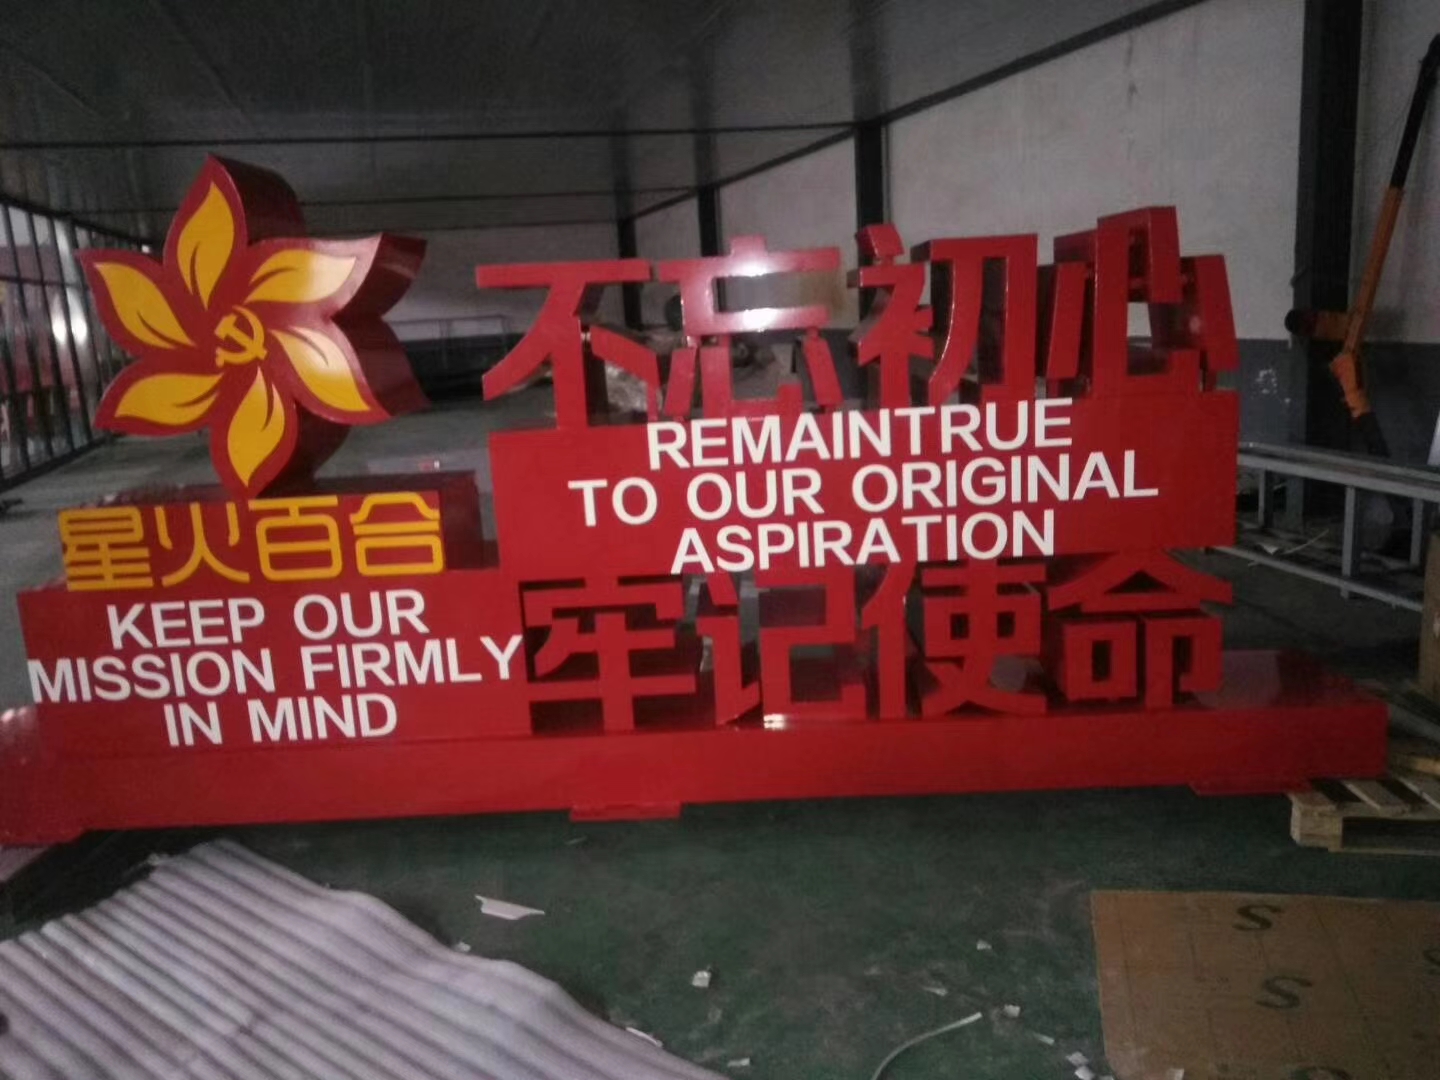 不忘初心
REMAINTRUE
TO OUR ORIGINAL
ASPIRATION
星火百合
KEEP OUR
MISSION FIRMLY
IN MIND
牢记使命
S
S